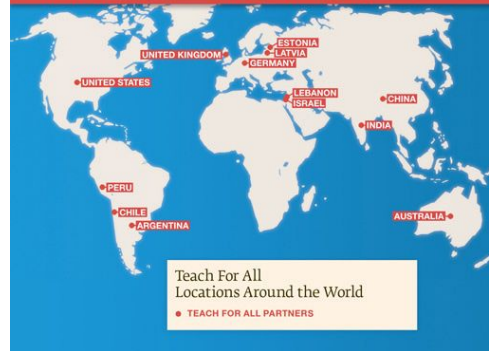 ESTONIA
UNITED KINGDOM
LATVIA
GERMANY
UNITED STATES
LEBANON
ISRAEL
CHINA
INDIA
PERU
CHILE
AUSTRALIA
ARGENTINA
Teach For All
Locations Around the World
TEACH FOR ALL PARTNERS